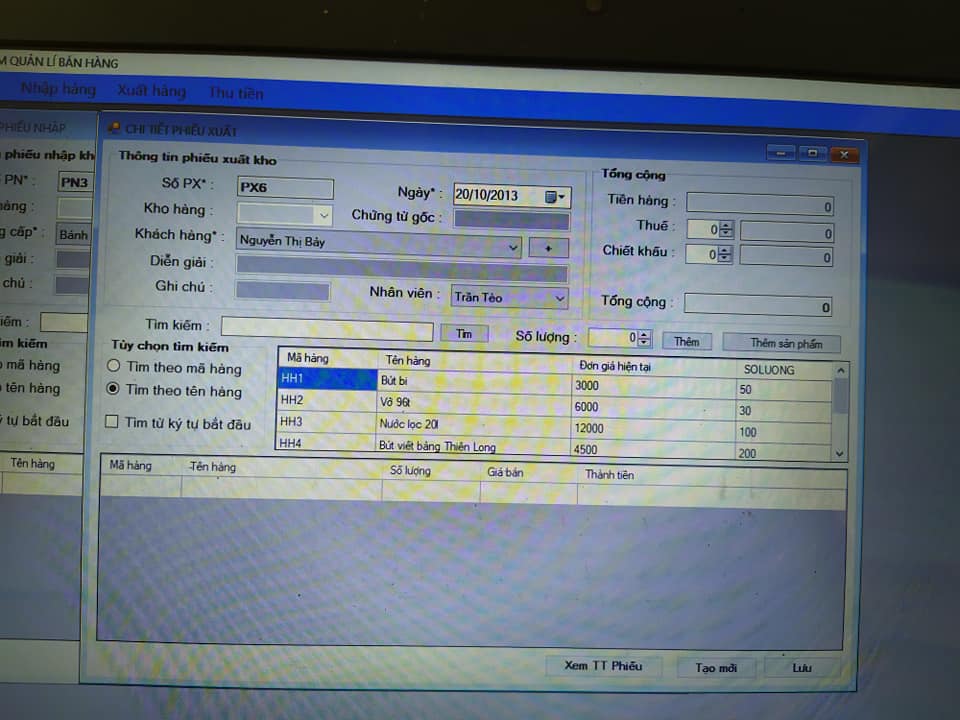 M QUẢN LÍ BÁN HÀNG
Nhập hàng Xuất hàng Thu tiền
PHIẾU NHẬP
phiếu nhập kh
PN* : PN3
àng :
g cấp* : Bánh
giải :
chú :
iếm :
ìm kiếm
o mã hàng
tên hàng
ý tự bắt đầu
Tên hàng
CHI TIẾT PHIẾU XUẤT
Thông tin phiếu xuất kho
Số PX* : PX6
Ngày* : 20/10/2013
Kho hàng :
Chứng từ gốc :
Khách hàng* : Nguyễn Thị Bảy +
Diễn giải :
Ghi chú :
Nhân viên : Trần Tèo
Tổng cộng
Tiền hàng : 0
Thuế : 0 0
Chiết khấu : 0 0
Tổng cộng : 0
Tìm kiếm : Tìm Số lượng : 0 Thêm Thêm sản phẩm
Tùy chọn tìm kiếm
Tìm theo mã hàng
Tìm theo tên hàng
Tìm từ ký tự bắt đầu
Mã hàng Tên hàng Đơn giá hiện tại SOLUONG
HH1 Bút bi 3000 50
HH2 Vở 96t 6000 30
HH3 Nước lọc 20l 12000 100
HH4 Bút viết bảng Thiên Long 4500 200
Mã hàng Tên hàng Số lượng Giá bán Thành tiền
Xem TT Phiếu Tạo mới Lưu